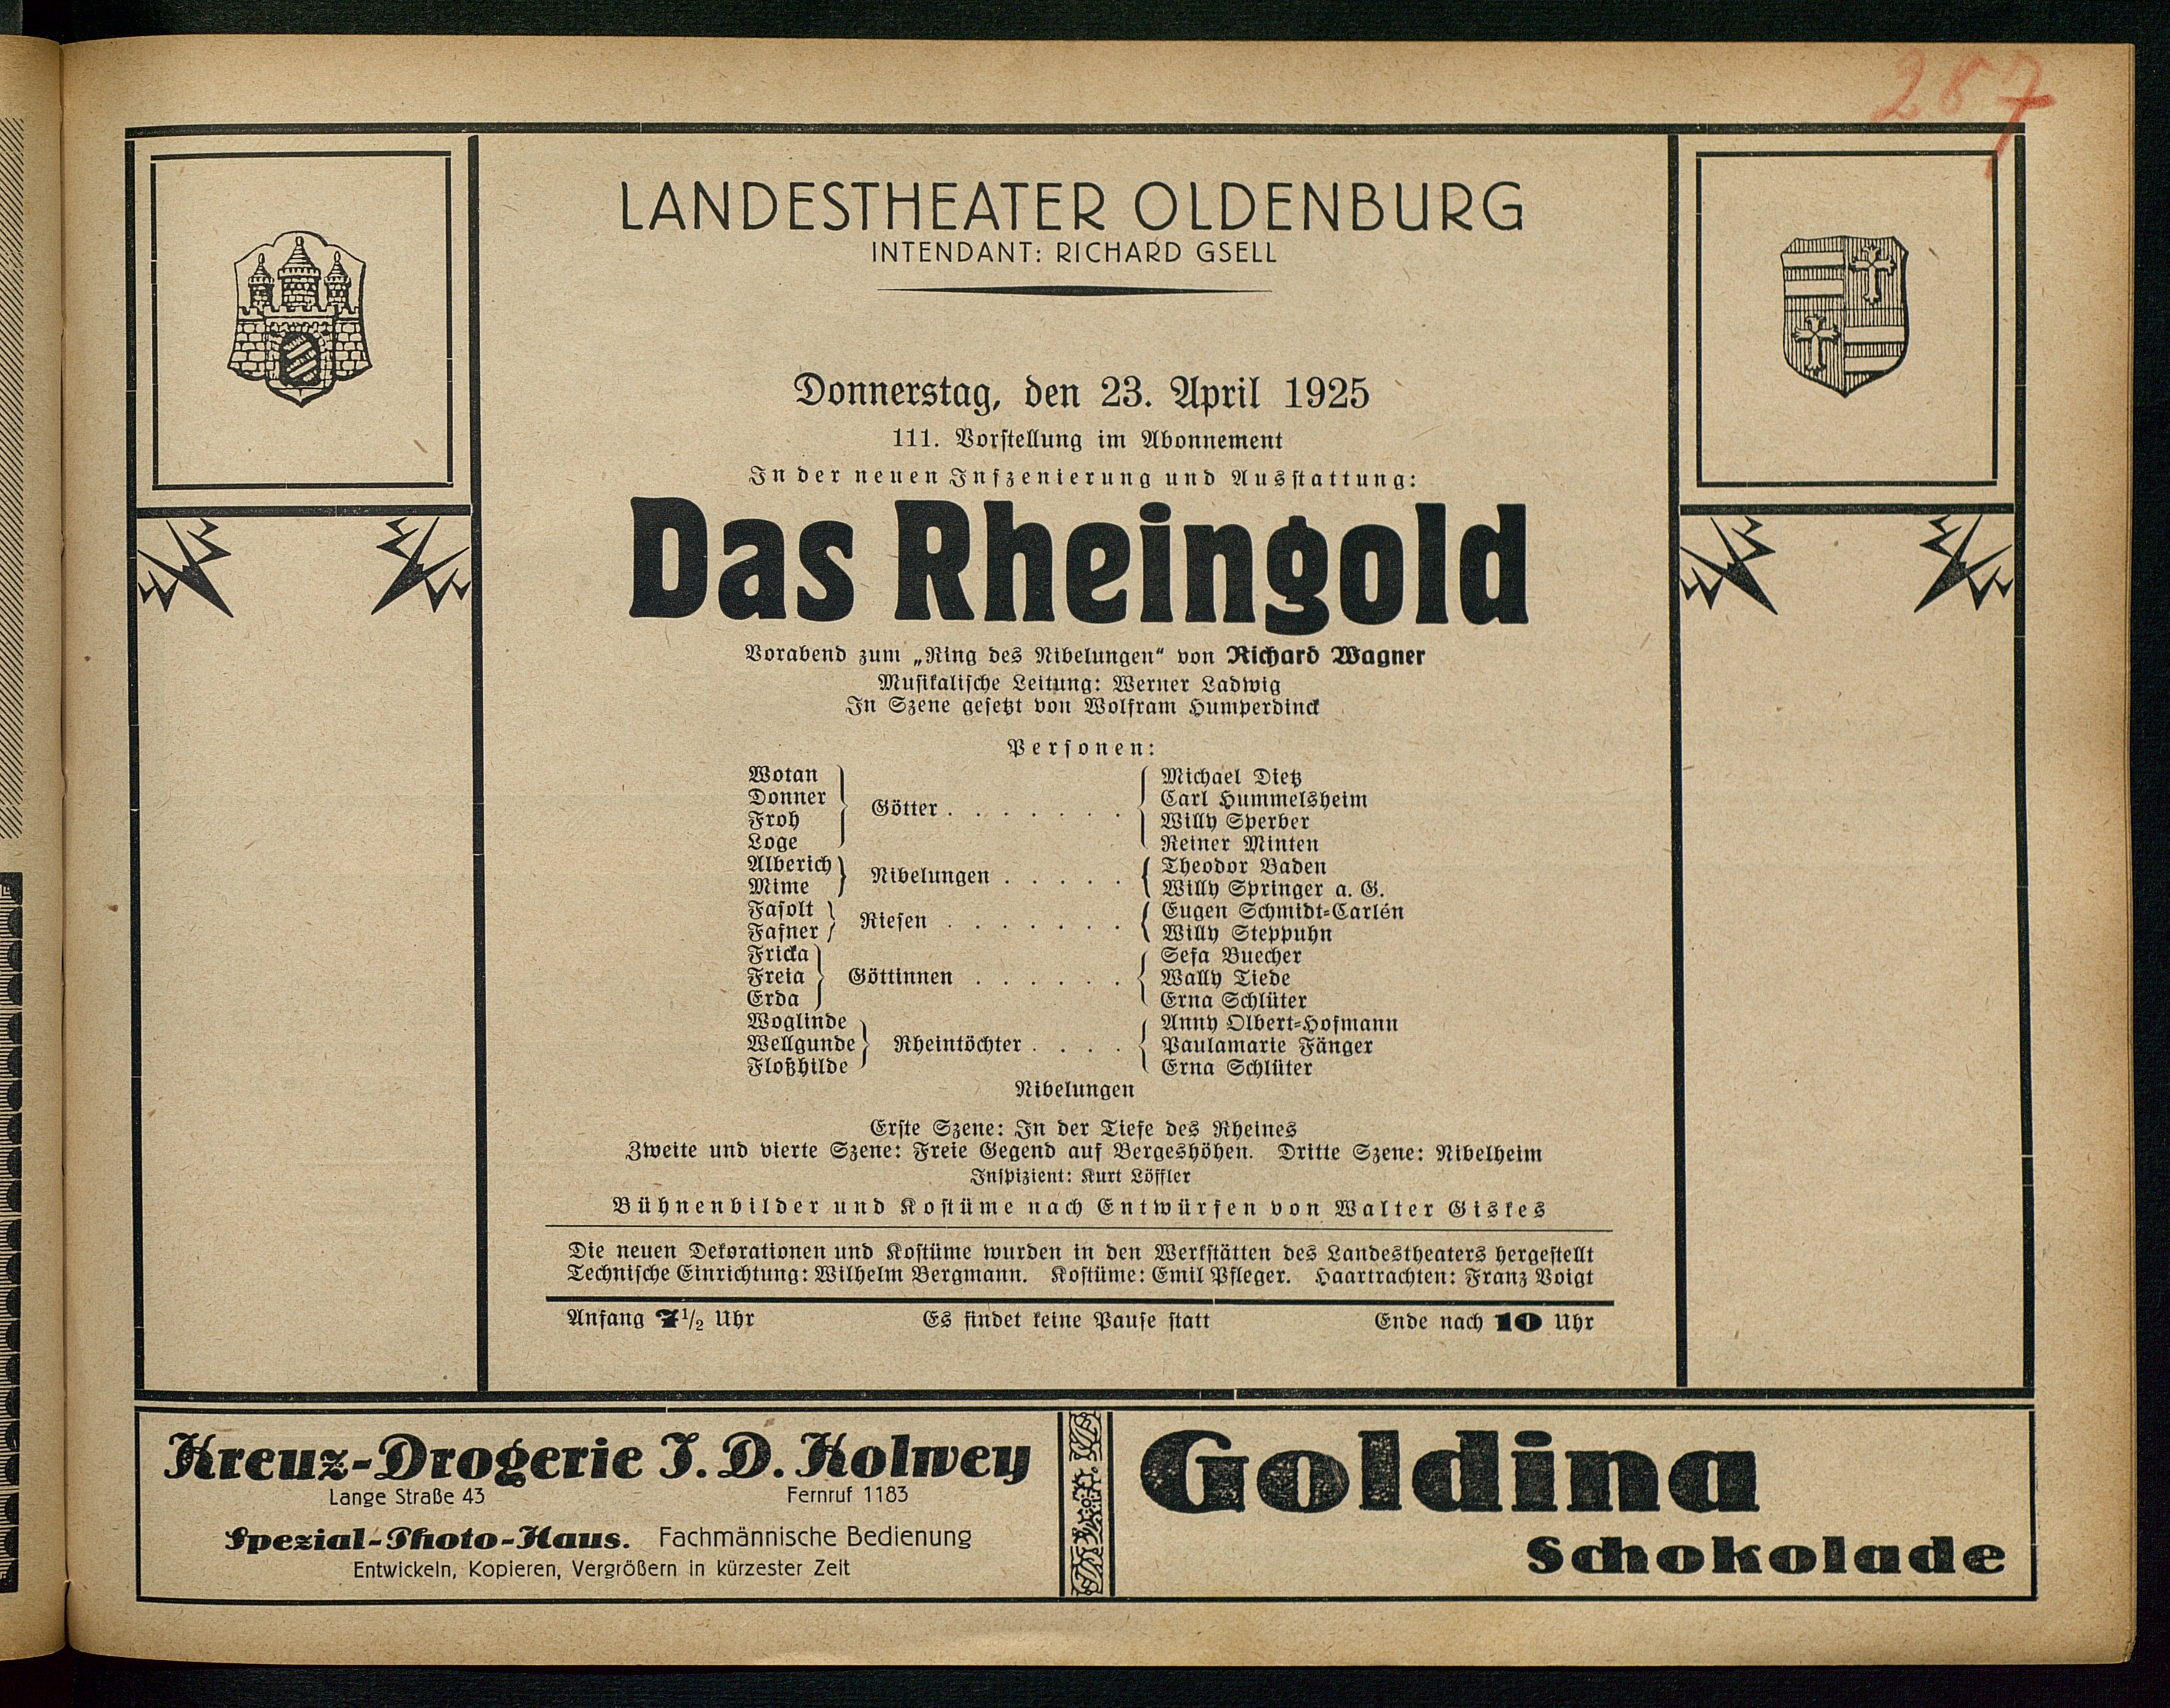 287
LANDESTHEATER OLDENBURG
INTENDANT: RICHARD GSELL
Donnerstag, den 23. April 1925
111. Vorstellung im Abonnement
In der neuen Inszenierung und Ausstattung:
Das Rheingold
Vorabend zum „Ring des Nibelungen“ von Richard Wagner
Musikalische Leitung: Werner Ladwig
In Szene gesetzt von Wolfram Humperdinck
Personen:
Wotan } { Michael Dietz
Donner } Götter . . . . . . . { Carl Hummelsheim
Froh } { Willy Sperber
Loge } { Reiner Minten
Alberich } Nibelungen . . . . . { Theodor Baden
Mime } { Willy Springer a. G.
Fasolt } Riesen . . . . . . . { Eugen Schmidt-Carlén
Fafner } { Willy Steppuhn
Fricka } { Sefa Buecher
Freia } Göttinnen . . . . . . { Wally Tiede
Erda } { Erna Schlüter
Woglinde } { Anny Olbert-Hofmann
Wellgunde } Rheintöchter . . . . { Paulamarie Fänger
Floßhilde } { Erna Schlüter
Nibelungen
Erste Szene: In der Tiefe des Rheines
Zweite und vierte Szene: Freie Gegend auf Bergeshöhen. Dritte Szene: Nibelheim
Inspizient: Kurt Löffler
Bühnenbilder und Kostüme nach Entwürfen von Walter Giskes
Die neuen Dekorationen und Kostüme wurden in den Werkstätten des Landestheaters hergestellt
Technische Einrichtung: Wilhelm Bergmann. Kostüme: Emil Pfleger. Haartrachten: Franz Voigt
Anfang 7 1/2 Uhr Es findet keine Pause statt Ende nach 10 Uhr
Kreuz-Drogerie J. D. Kolwey
Lange Straße 43 Fernruf 1183
Spezial-Photo-Haus. Fachmännische Bedienung
Entwickeln, Kopieren, Vergrößern in kürzester Zeit
Goldina
Schokolade